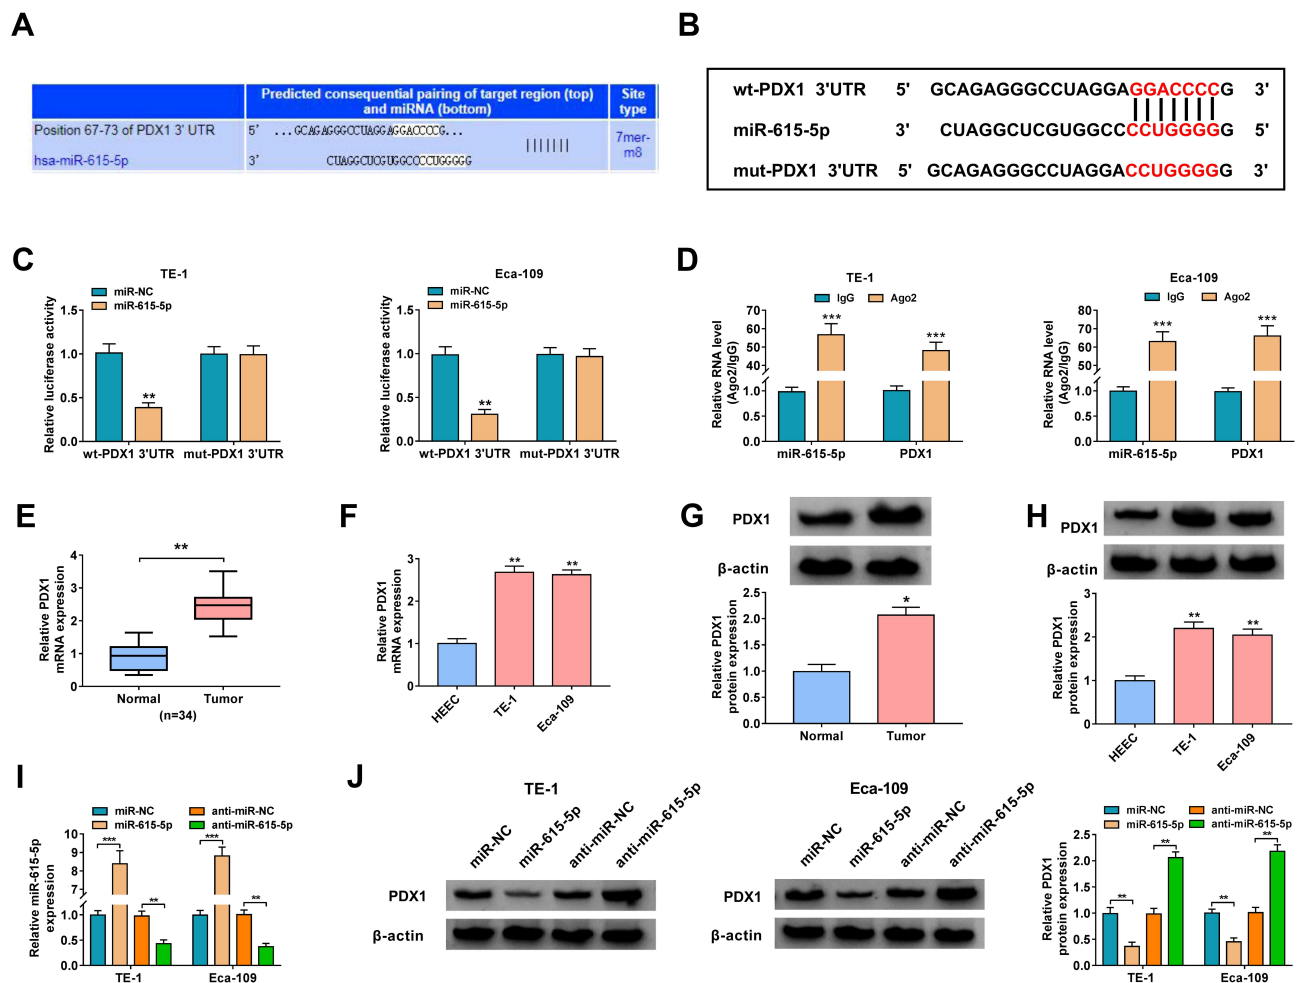 A
Predicted consequential pairing of target region (top) and miRNA (bottom)
Site type
Position 67-73 of PDX1 3' UTR
5' ...GCAGAGGGCCUAGGAGGACCCCG...
hsa-miR-615-5p
3' CUAGGCUCGUGGCCCCUGGGGG
7mer-m8
B
wt-PDX1 3'UTR 5' GCAGAGGGCCUAGGAGGACCCCG 3'
miR-615-5p 3' CUAGGCUCGUGGCCCCUGGGGG 5'
mut-PDX1 3'UTR 5' GCAGAGGGCCUAGGACCUGGGGG 3'
C
TE-1
miR-NC
miR-615-5p
Relative luciferase activity
1.5
1.0
0.5
0.0
**
wt-PDX1 3'UTR mut-PDX1 3'UTR
Eca-109
miR-NC
miR-615-5p
Relative luciferase activity
1.5
1.0
0.5
0.0
**
wt-PDX1 3'UTR mut-PDX1 3'UTR
D
TE-1
IgG Ago2
Relative RNA level
(Ago2/IgG)
70
60
50
40
1.0
0.5
0.0
*** ***
miR-615-5p PDX1
Eca-109
IgG Ago2
Relative RNA level
(Ago2/IgG)
80
70
60
50
40
1.0
0.5
0.0
*** ***
miR-615-5p PDX1
E
Relative PDX1
mRNA expression
4
3
2
1
0
**
Normal Tumor
(n=34)
F
Relative PDX1
mRNA expression
3
2
1
0
** **
HEEC TE-1 Eca-109
G
PDX1
β-actin
Relative PDX1
protein expression
2.5
2.0
1.5
1.0
0.5
0.0
*
Normal Tumor
H
PDX1
β-actin
Relative PDX1
protein expression
3
2
1
0
** **
HEEC TE-1 Eca-109
I
miR-NC anti-miR-NC
miR-615-5p anti-miR-615-5p
Relative miR-615-5p
expression
10
9
8
7
1.0
0.5
0.0
*** ** *** **
TE-1 Eca-109
J
TE-1
miR-NC miR-615-5p anti-miR-NC anti-miR-615-5p
PDX1
β-actin
Eca-109
miR-NC miR-615-5p anti-miR-NC anti-miR-615-5p
PDX1
β-actin
miR-NC anti-miR-NC
miR-615-5p anti-miR-615-5p
Relative PDX1
protein expression
2.5
2.0
1.5
1.0
0.5
0.0
** ** ** **
TE-1 Eca-109